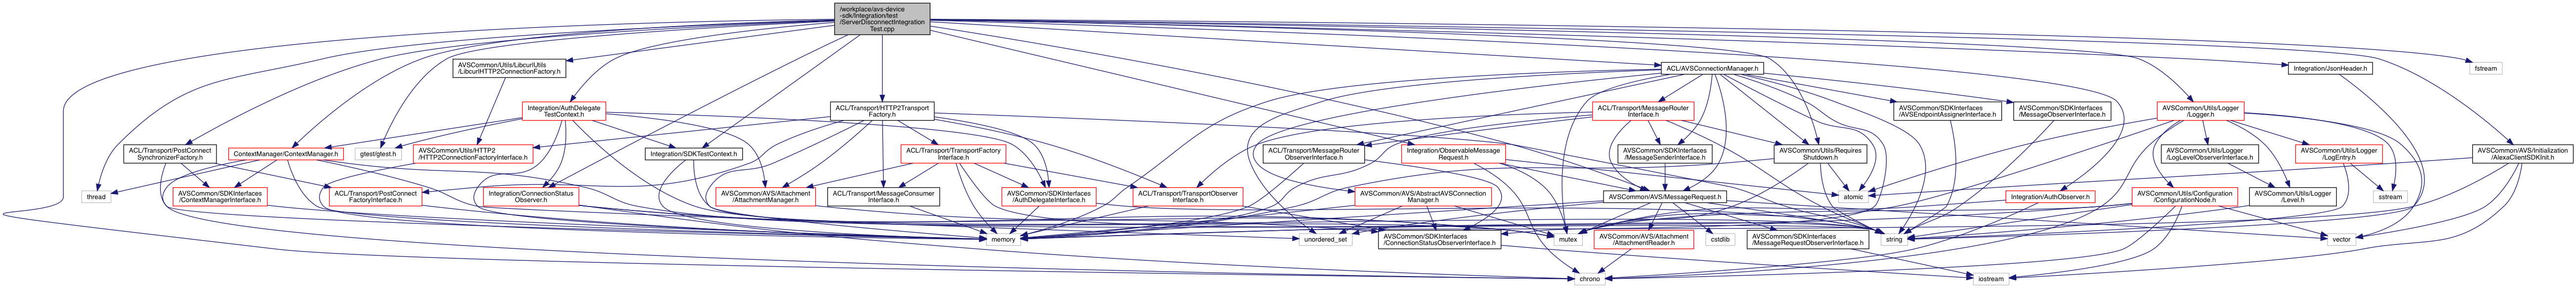 /workplace/avs-device
-sdk/Integration/test
/ServerDisconnectIntegration
Test.cpp
AVSCommon/Utils/LibcurlUtils
/LibcurlHTTP2ConnectionFactory.h
ACL/AVSConnectionManager.h
Integration/JsonHeader.h
fstream
Integration/AuthDelegate
TestContext.h
ACL/Transport/HTTP2Transport
Factory.h
ACL/Transport/MessageRouter
Interface.h
AVSCommon/SDKInterfaces
/AVSEndpointAssignerInterface.h
AVSCommon/SDKInterfaces
/MessageObserverInterface.h
AVSCommon/Utils/Logger
/Logger.h
ACL/Transport/PostConnect
SynchronizerFactory.h
ContextManager/ContextManager.h
gtest/gtest.h
AVSCommon/Utils/HTTP2
/HTTP2ConnectionFactoryInterface.h
Integration/SDKTestContext.h
ACL/Transport/TransportFactory
Interface.h
ACL/Transport/MessageRouter
ObserverInterface.h
Integration/ObservableMessage
Request.h
AVSCommon/SDKInterfaces
/MessageSenderInterface.h
AVSCommon/Utils/Requires
Shutdown.h
AVSCommon/Utils/Logger
/LogLevelObserverInterface.h
AVSCommon/Utils/Logger
/LogEntry.h
AVSCommon/AVS/Initialization
/AlexaClientSDKInit.h
thread
AVSCommon/SDKInterfaces
/ContextManagerInterface.h
ACL/Transport/PostConnect
FactoryInterface.h
Integration/ConnectionStatus
Observer.h
AVSCommon/AVS/Attachment
/AttachmentManager.h
ACL/Transport/MessageConsumer
Interface.h
AVSCommon/SDKInterfaces
/AuthDelegateInterface.h
ACL/Transport/TransportObserver
Interface.h
AVSCommon/AVS/AbstractAVSConnection
Manager.h
AVSCommon/AVS/MessageRequest.h
atomic
Integration/AuthObserver.h
AVSCommon/Utils/Configuration
/ConfigurationNode.h
AVSCommon/Utils/Logger
/Level.h
sstream
memory
unordered_set
AVSCommon/SDKInterfaces
/ConnectionStatusObserverInterface.h
mutex
AVSCommon/AVS/Attachment
/AttachmentReader.h
cstdlib
AVSCommon/SDKInterfaces
/MessageRequestObserverInterface.h
string
vector
chrono
iostream